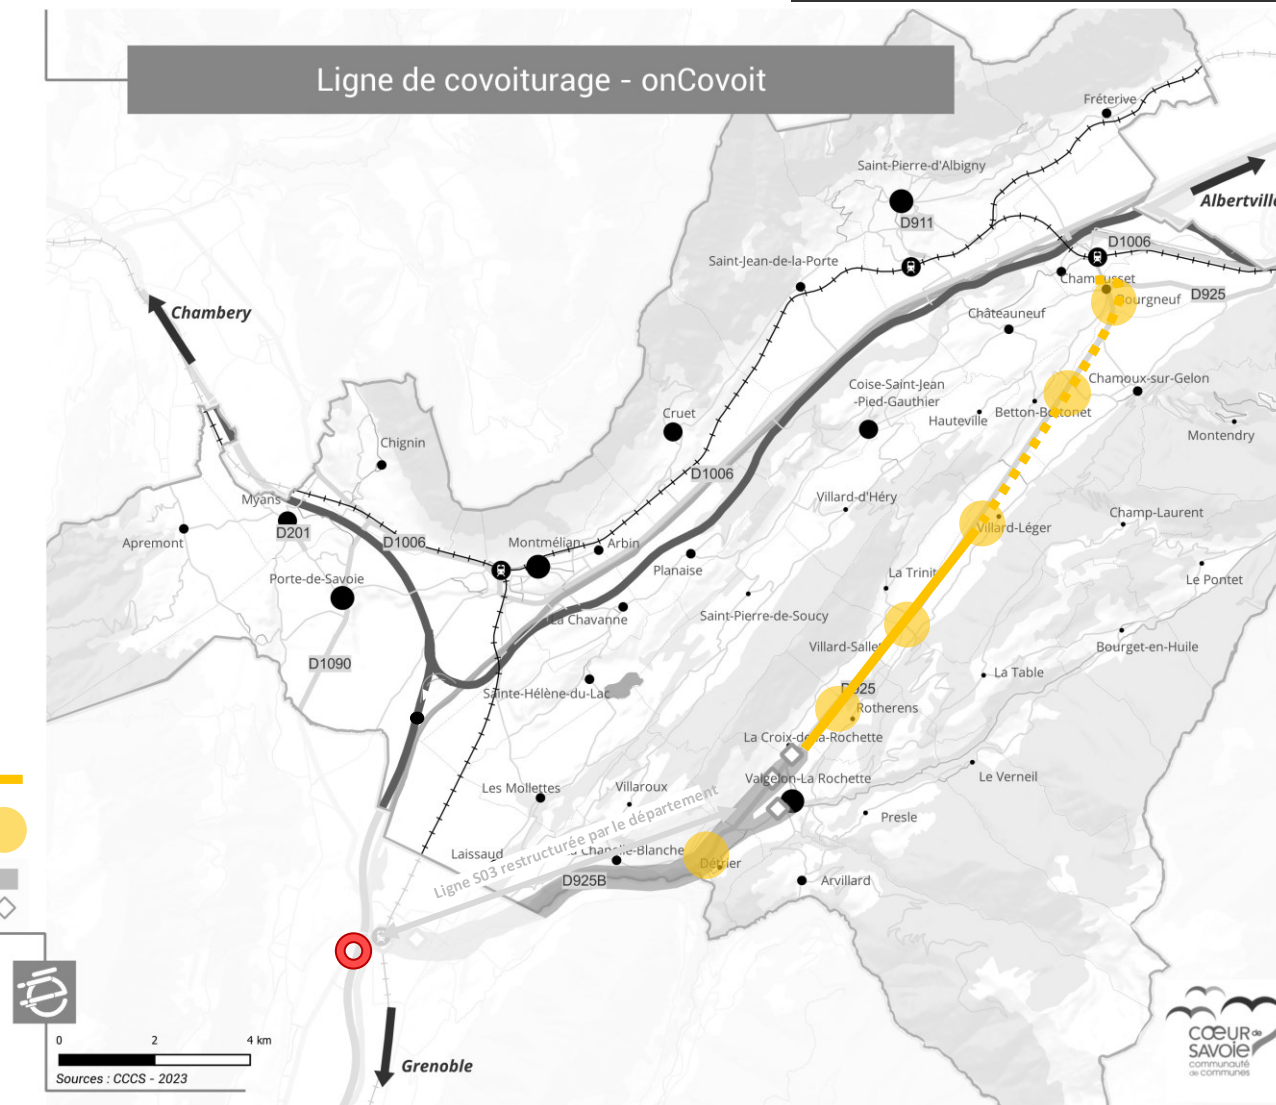 Ligne de covoiturage - onCovoit
Fréterive
Saint-Pierre-d'Albigny
Albertville
D911
D1006
Saint-Jean-de-la-Porte
Champousset
D925
Bourgneuf
Chambery
Châteauneuf
Chamoux-sur-Gelon
Coise-Saint-Jean
-Pied-Gauthier
Betton-Bettonet
Hauteville
Cruet
Montendry
Chignin
D1006
Villard-d'Héry
Myans
Champ-Laurent
Villard-Léger
D201
D1006
Montmélian
Arbin
Apremont
Planaise
La Trinité
Le Pontet
Porte-de-Savoie
Saint-Pierre-de-Soucy
La Chavanne
Villard-Sallet
Bourget-en-Huile
D1090
La Table
Sainte-Hélène-du-Lac
D925
Rotherens
La Croix-de-la-Rochette
Valgelon-La Rochette
Le Verneil
Les Mollettes
Villaroux
Presle
Ligne S03 restructurée par le département
Laissaud
La Chapelle-Blanche
Détrier
D925B
Arvillard
Grenoble
0 2 4 km
Sources : CCCS - 2023
CŒUR de
SAVOIE
communauté
de communes